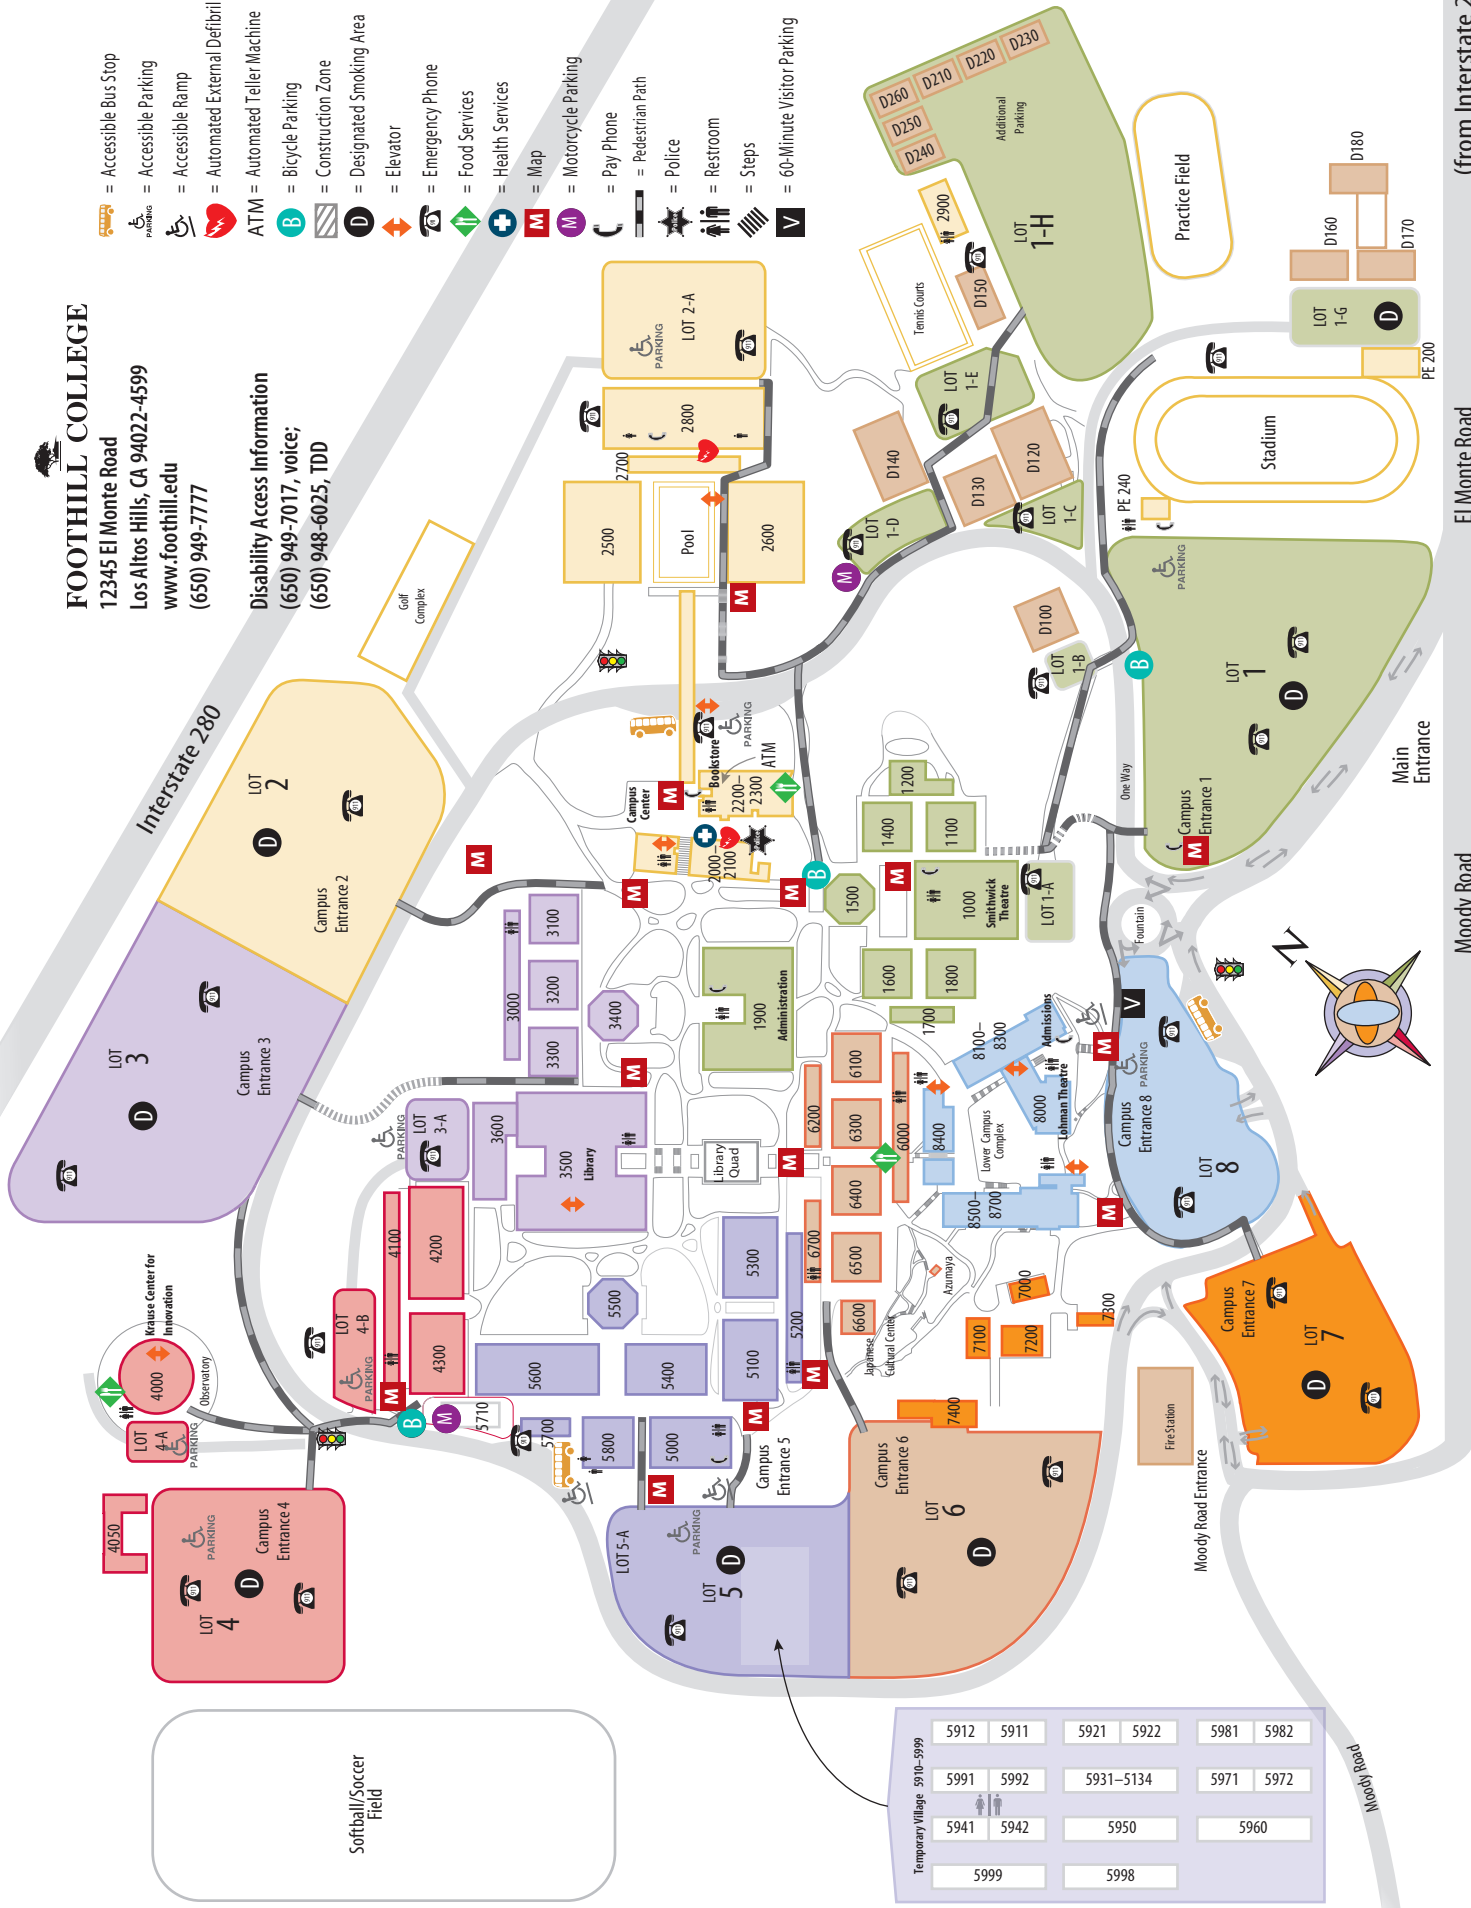 FOOTHILL COLLEGE
12345 El Monte Road
Los Altos Hills, CA 94022-4599
www.foothill.edu
(650) 949-7777
Disability Access Information
(650) 949-7017, voice;
(650) 948-6025, TDD
= Accessible Bus Stop
PARKING = Accessible Parking
= Accessible Ramp
= Automated External Defibril
ATM = Automated Teller Machine
B = Bicycle Parking
= Construction Zone
D = Designated Smoking Area
= Elevator
911 = Emergency Phone
= Food Services
= Health Services
M = Map
M = Motorcycle Parking
= Pay Phone
= Pedestrian Path
= Police
= Restroom
= Steps
V = 60-Minute Visitor Parking
Interstate 280
Golf
Complex
LOT
2
D
Campus
Entrance 2
LOT
3
D
Campus
Entrance 3
LOT
3-A
PARKING
Krause Center for
Innovation
4000
Observatory
LOT
4-A
PARKING
LOT
4-B
PARKING
4050
LOT
4
D
PARKING
Campus
Entrance 4
Softball/Soccer
Field
4100
4200
4300
3000
3100
3200
3300
3400
3500
Library
3600
5710
5700
5800
5000
5100
5200
5300
5400
5500
5600
Library
Quad
LOT 5-A
LOT
5
D
PARKING
Campus
Entrance 5
LOT
6
D
Campus
Entrance 6
Campus
Center
Bookstore
ATM
PARKING
2000–
2100
2200–
2300
Police
2500
Pool
2600
2700
2800
LOT 2-A
PARKING
2900
Tennis Courts
D150
D140
D130
D120
D100
LOT
1-E
LOT
1-D
LOT
1-C
LOT
1-B
LOT 1-A
LOT
1-H
Additional
Parking
D260
D250
D240
D210
D220
D230
Practice Field
D180
D160
D170
LOT
1-G
D
PE 200
PE 240
Stadium
LOT
1
D
PARKING
Campus
Entrance 1
One Way
Main
Entrance
Fountain
1000
Smithwick
Theatre
1100
1200
1400
1500
1600
1700
1800
1900
Administration
6000
6100
6200
6300
6400
6500
6600
6700
Japanese
Cultural Center
Azumaya
Lower Campus
Complex
8000
Lohman Theatre
8100–
8300
Admissions
8400
8500–
8700
V
PARKING
Campus
Entrance 8
LOT
8
7000
7100
7200
7300
7400
Campus
Entrance 7
LOT
7
D
Fire Station
Moody Road Entrance
Moody Road
N
Moody Road
El Monte Road
(from Interstate 2
Temporary Village 5910–5999
5912 5911 5921 5922 5981 5982
5991 5992 5931–5134 5971 5972
5941 5942 5950 5960
5999 5998